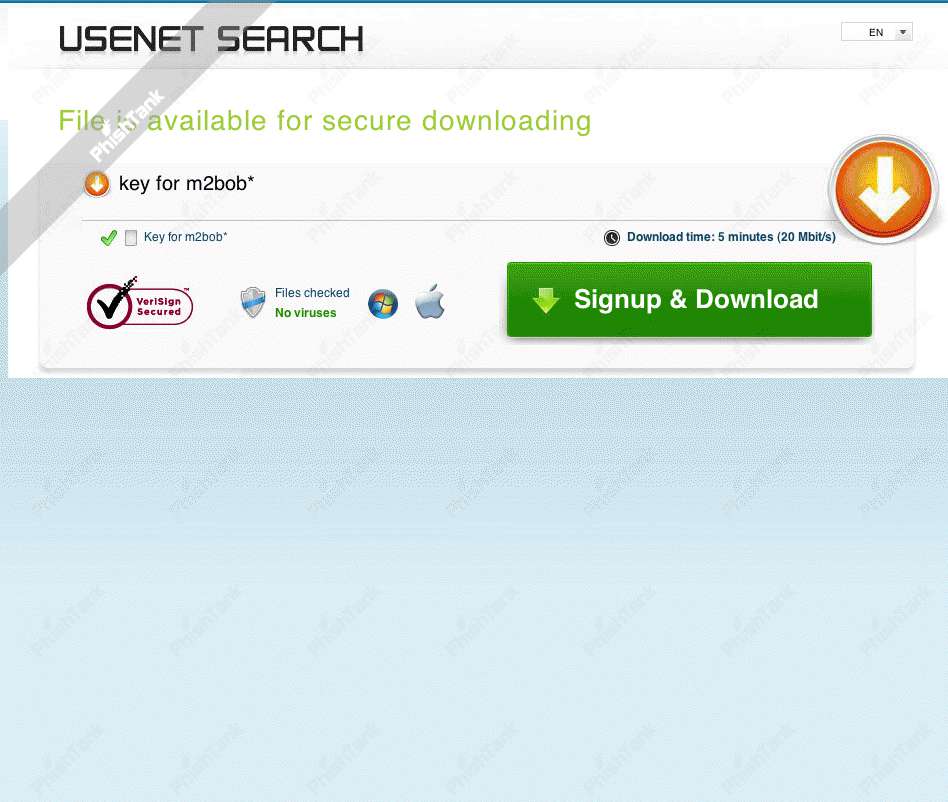 USENET SEARCH
EN
PhishTank
File is available for secure downloading
key for m2bob*
Key for m2bob*
Download time: 5 minutes (20 Mbit/s)
VeriSign™
Secured
Files checked
No viruses
Signup & Download